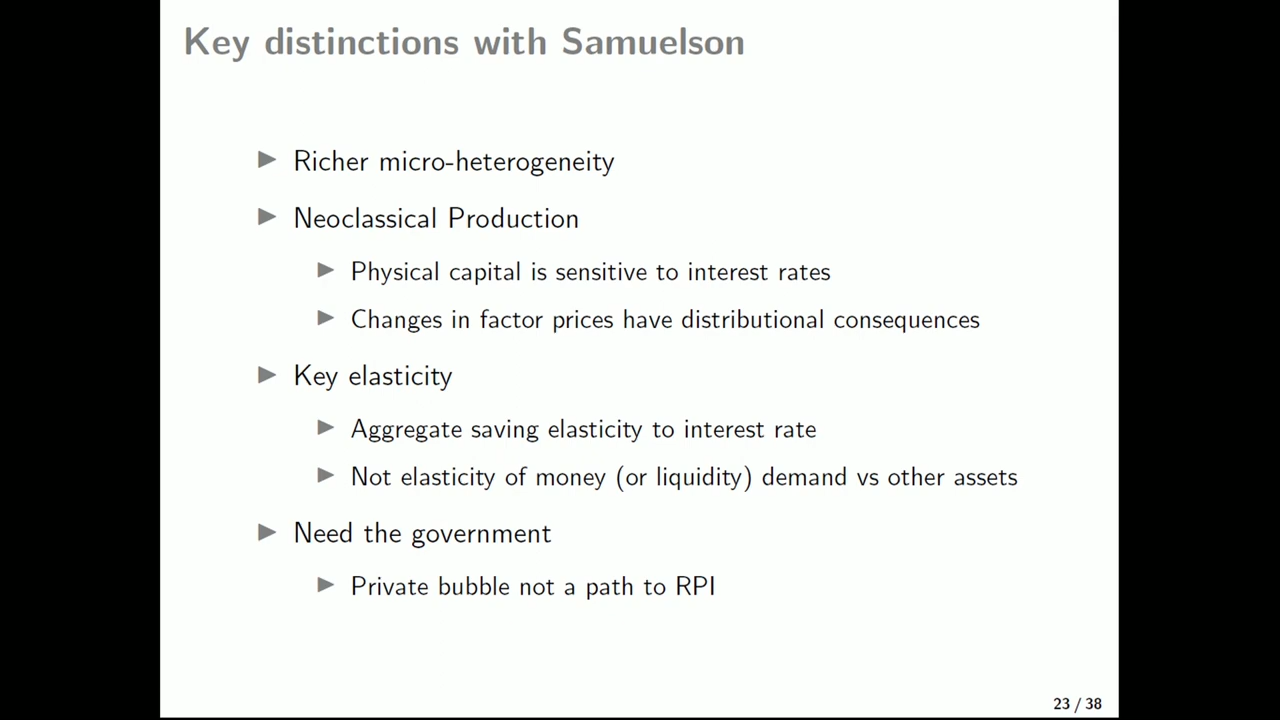 Key distinctions with Samuelson
Richer micro-heterogeneity
Neoclassical Production
Physical capital is sensitive to interest rates
Changes in factor prices have distributional consequences
Key elasticity
Aggregate saving elasticity to interest rate
Not elasticity of money (or liquidity) demand vs other assets
Need the government
Private bubble not a path to RPI
23 / 38